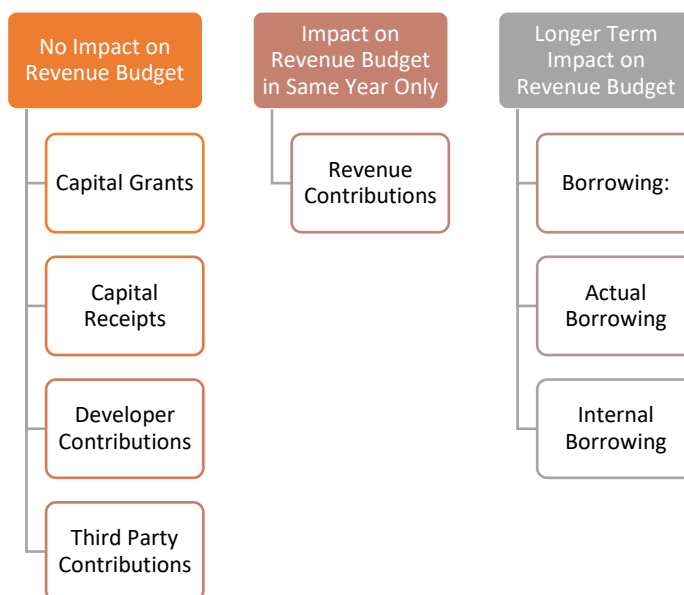 No Impact on
Revenue Budget
Capital Grants
Capital
Receipts
Developer
Contributions
Third Party
Contributions
Impact on
Revenue Budget
in Same Year Only
Revenue
Contributions
Longer Term
Impact on
Revenue Budget
Borrowing:
Actual
Borrowing
Internal
Borrowing